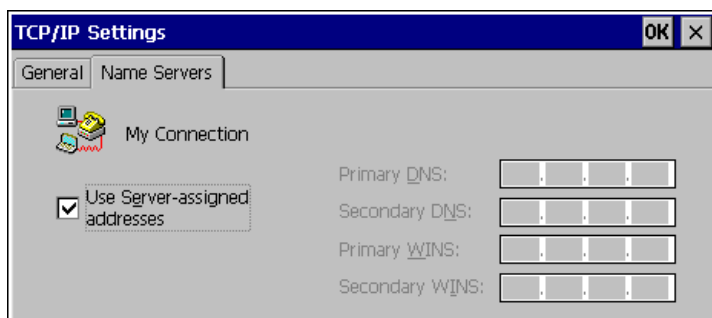 TCP/IP Settings
OK ×
General Name Servers
My Connection
Use Server-assigned
addresses
Primary DNS: . . .
Secondary DNS: . . .
Primary WINS: . . .
Secondary WINS: . . .